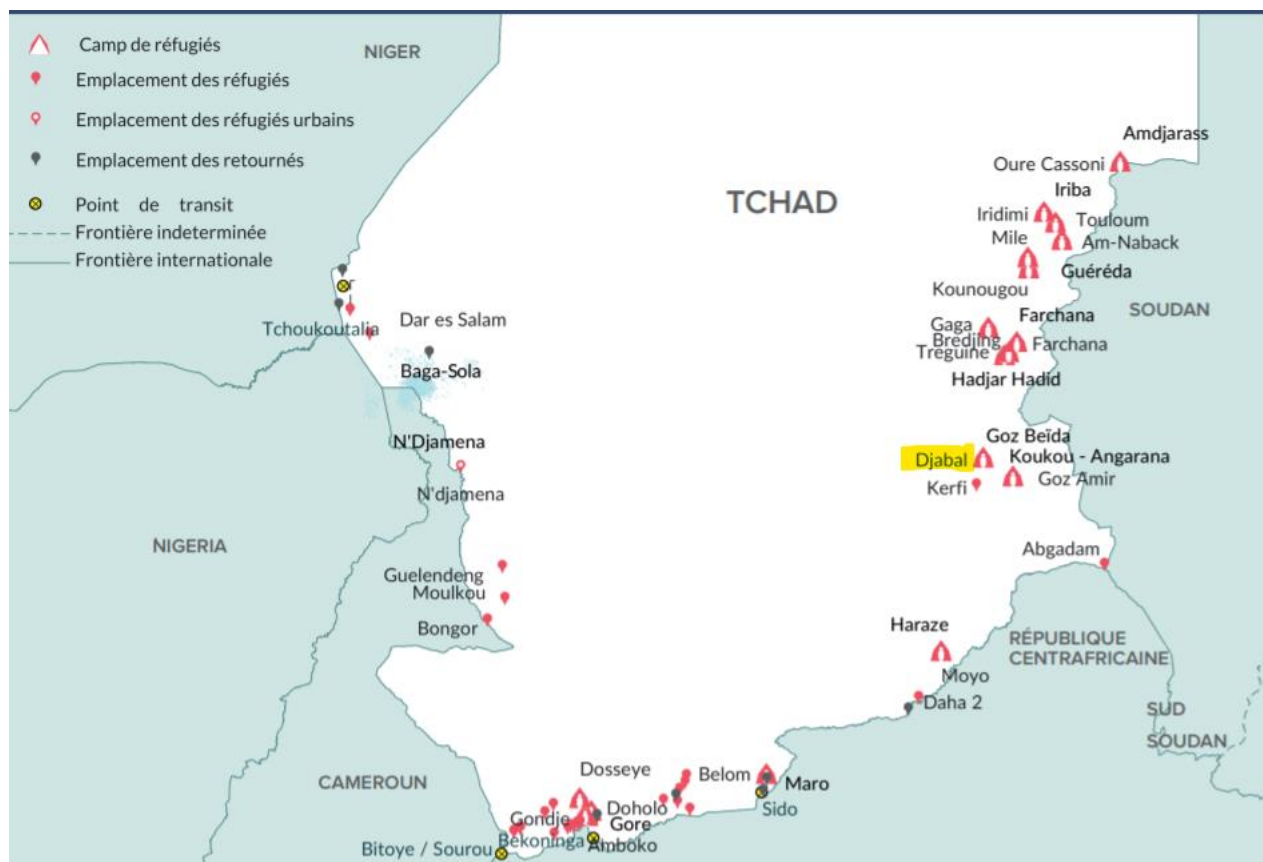 Camp de réfugiés
Emplacement des réfugiés
Emplacement des réfugiés urbains
Emplacement des retournés
Point de transit
Frontière indeterminée
Frontière internationale
NIGER
TCHAD
Amdjarass
Oure Cassoni
Iriba
Iridimi
Touloum
Mile
Am-Naback
Guéréda
Kounougou
SOUDAN
Farchana
Gaga
Bredjing
Farchana
Treguine
Hadjar Hadid
Tchoukoutalia
Dar es Salam
Baga-Sola
N'Djamena
N'djamena
Goz Beïda
Djabal
Koukou - Angarana
Goz Amir
Kerfi
NIGERIA
Abgadam
Guelendeng
Moulkou
Bongor
Haraze
RÉPUBLIQUE
CENTRAFRICAINE
Moyo
Daha 2
SUD
SOUDAN
CAMEROUN
Dosseye
Belom
Maro
Sido
Doholo
Gondje
Gore
Bekoninga
Amboko
Bitoye / Sourou